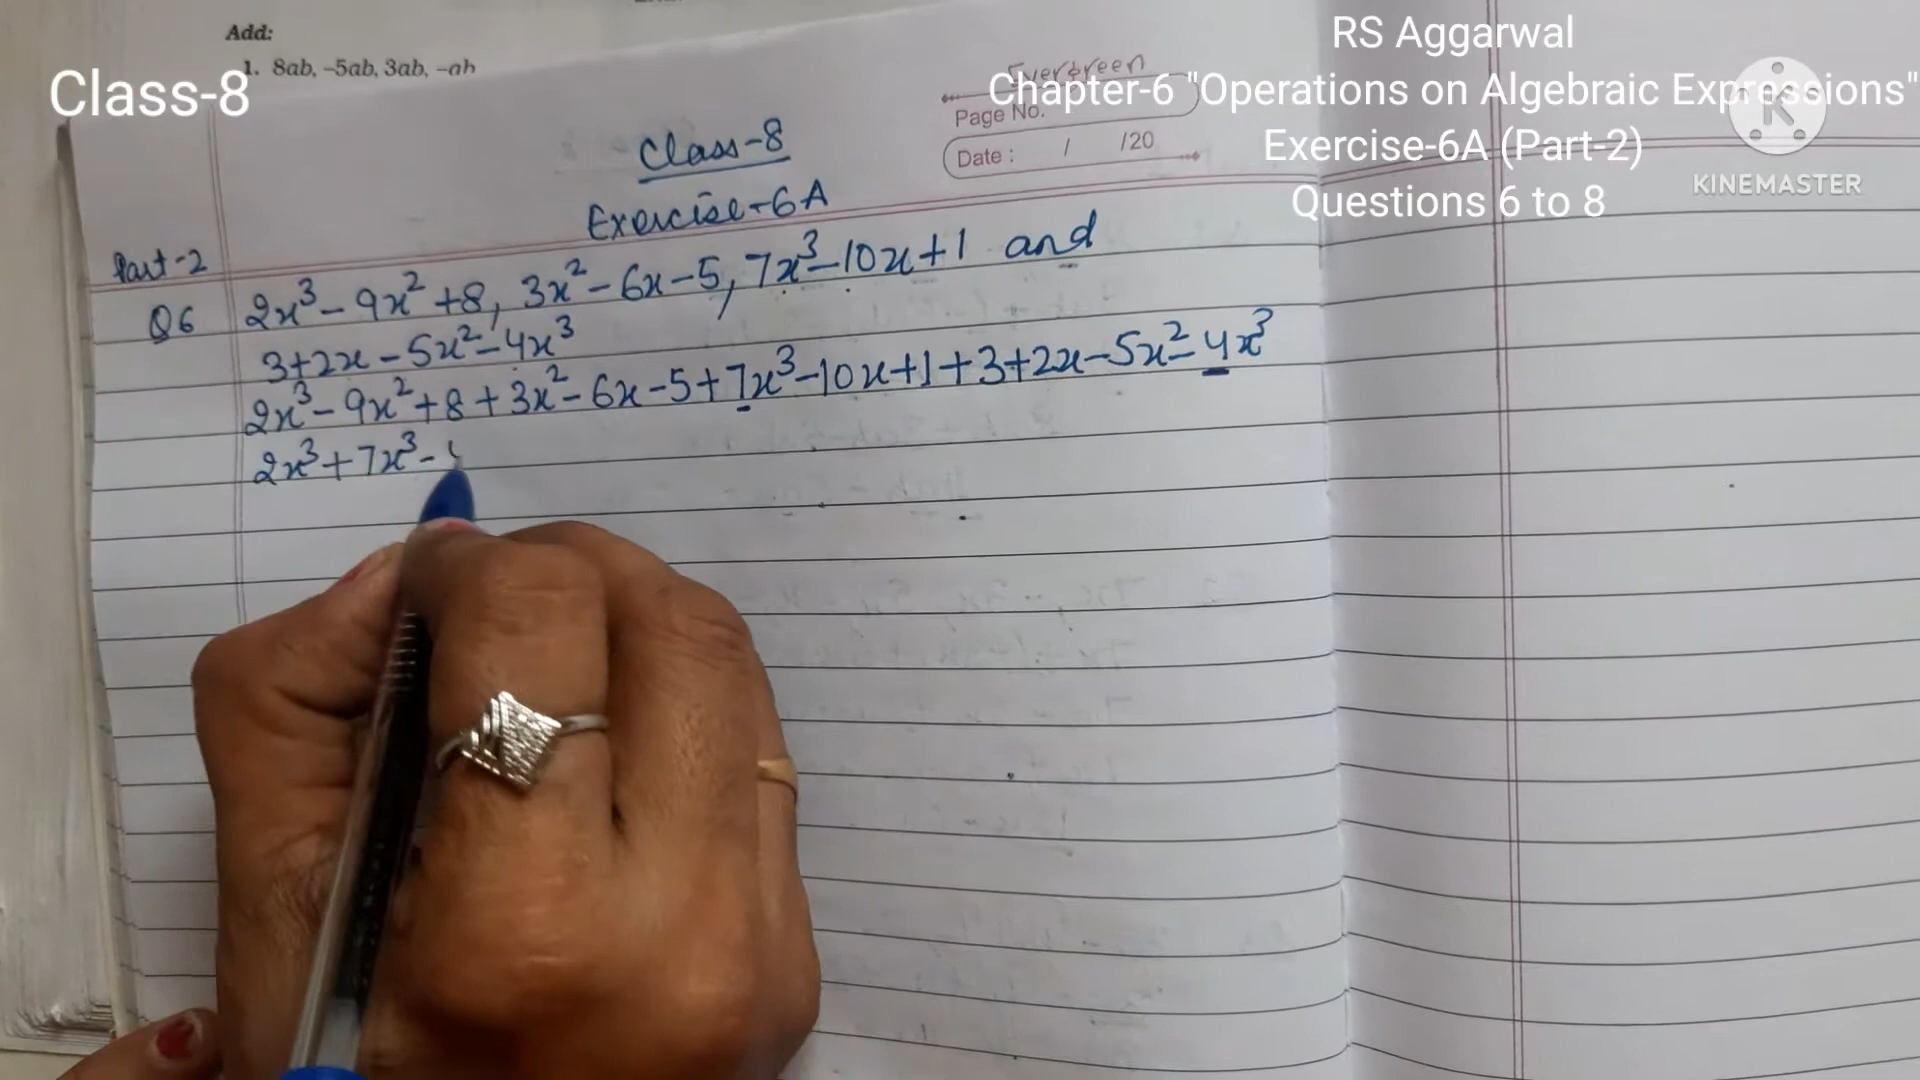 Add:
1. 8ab, –5ab, 3ab, –ab
Class-8
RS Aggarwal
Chapter-6 "Operations on Algebraic Expressions"
Exercise-6A (Part-2)
Questions 6 to 8
K
KINEMASTER
Evergreen
Page No.
Date : / /20
Class-8
Exercise-6A
Part-2
Q6 2x³ - 9x² + 8, 3x² - 6x - 5, 7x³ - 10x + 1 and
3 + 2x - 5x² - 4x³
2x³ - 9x² + 8 + 3x² - 6x - 5 + 7x³ - 10x + 1 + 3 + 2x - 5x² - 4x³
2x³ + 7x³ -